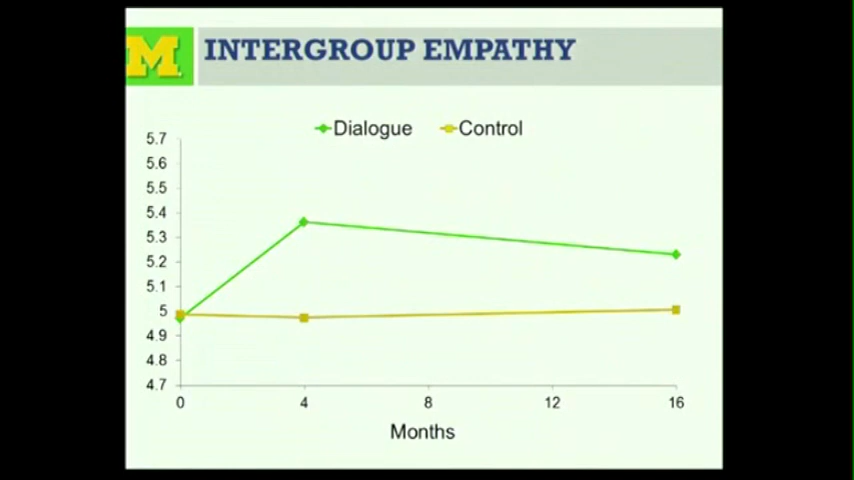 M
INTERGROUP EMPATHY
Dialogue Control
5.7
5.6
5.5
5.4
5.3
5.2
5.1
5
4.9
4.8
4.7
0 4 8 12 16
Months